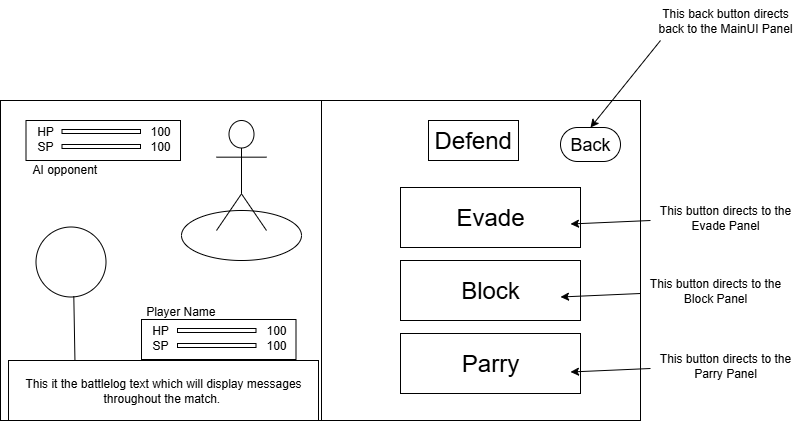 This back button directs
back to the MainUI Panel
HP 100
SP 100
AI opponent
Defend
Back
Evade
This button directs to the
Evade Panel
Block
This button directs to the
Block Panel
Player Name
HP 100
SP 100
Parry
This button directs to the
Parry Panel
This it the battlelog text which will display messages
throughout the match.